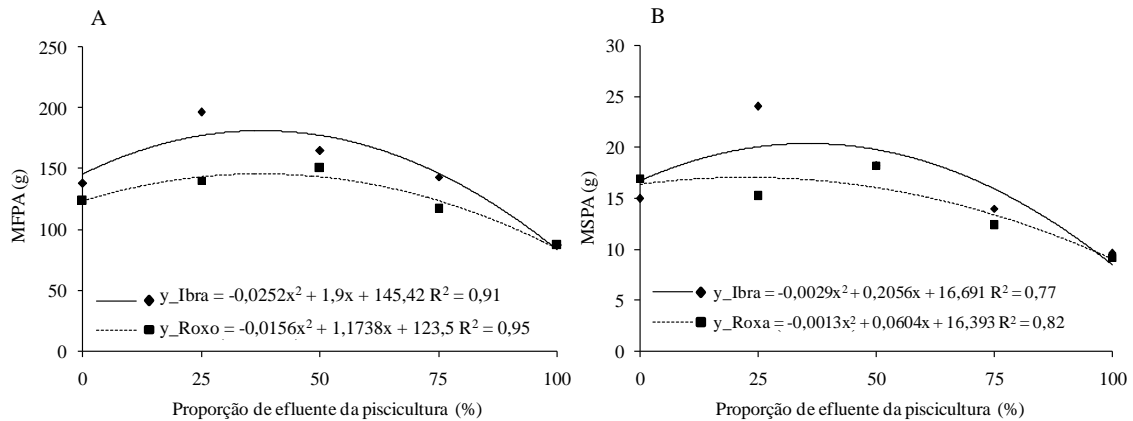 A
MFPA (g)
250
200
150
100
50
0
y_Ibra = -0,0252x² + 1,9x + 145,42 R² = 0,91
y_Roxo = -0,0156x² + 1,1738x + 123,5 R² = 0,95
0 25 50 75 100
Proporção de efluente da piscicultura (%)
B
MSPA (g)
30
25
20
15
10
5
0
y_Ibra = -0,0029x² + 0,2056x + 16,691 R² = 0,77
y_Roxa = -0,0013x² + 0,0604x + 16,393 R² = 0,82
0 25 50 75 100
Proporção de efluente da piscicultura (%)